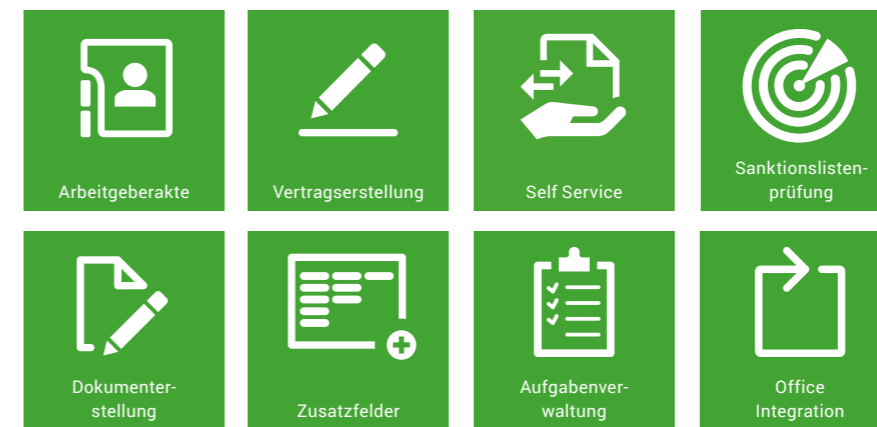 Arbeitgeberakte
Vertragserstellung
Self Service
Sanktionslisten-
prüfung
Dokumenter-
stellung
Zusatzfelder
Aufgabenver-
waltung
Office
Integration